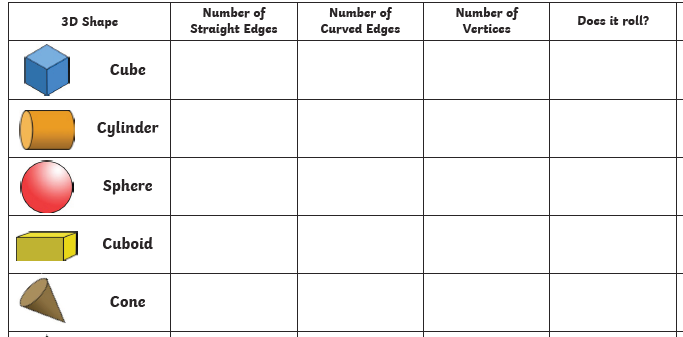 3D Shape
Number of
Straight Edges
Number of
Curved Edges
Number of
Vertices
Does it roll?
Cube
Cylinder
Sphere
Cuboid
Cone